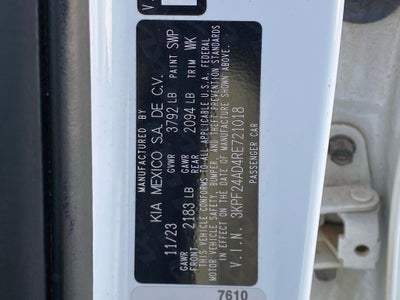 MANUFACTURED BY
KIA MEXICO S.A. DE C.V.
11/23 GVWR 3792 LB PAINT SWP
GAWR FRONT 2183 LB GAWR REAR 2094 LB TRIM WK
THIS VEHICLE CONFORMS TO ALL APPLICABLE U.S.A. FEDERAL
MOTOR VEHICLE SAFETY, BUMPER, AND THEFT PREVENTION STANDARDS
IN EFFECT ON THE DATE OF MANUFACTURE SHOWN ABOVE.
V.I.N. 3KPF24AD4RE721018
PASSENGER CAR
7610
V